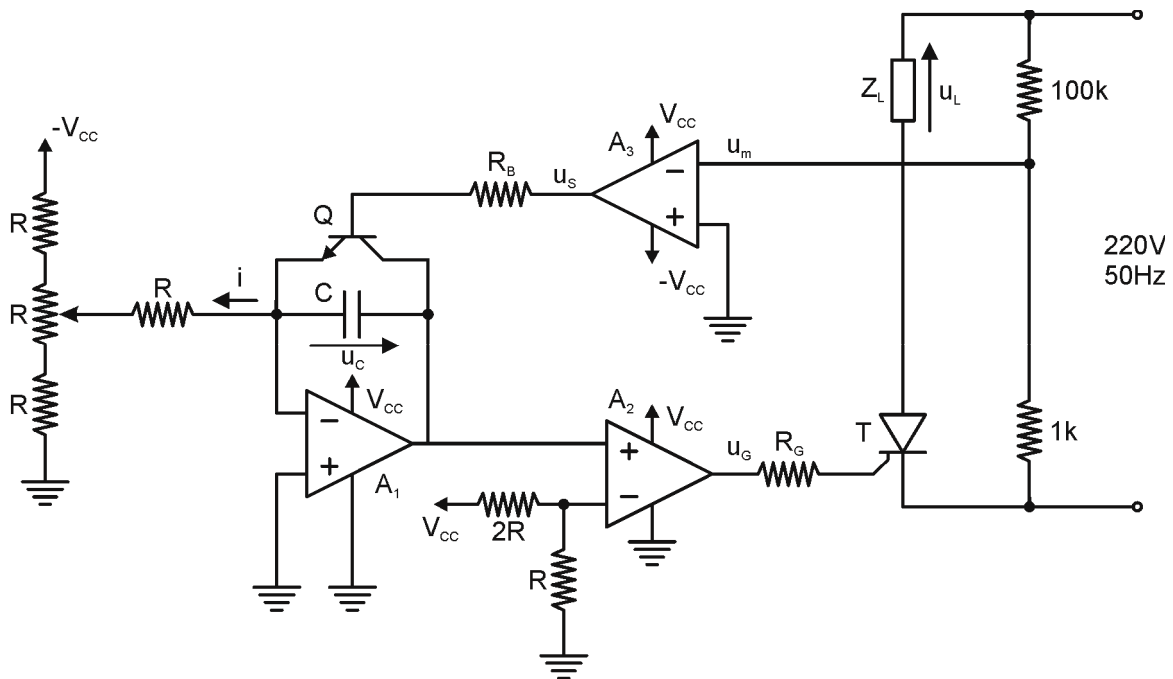 -V_CC
R
R
R
R
i
Q
C
u_C
V_CC
A_1
R_B
u_S
A_3
V_CC
-V_CC
u_m
Z_L
u_L
100k
220V
50Hz
1k
T
A_2
V_CC
u_G
R_G
V_CC
2R
R